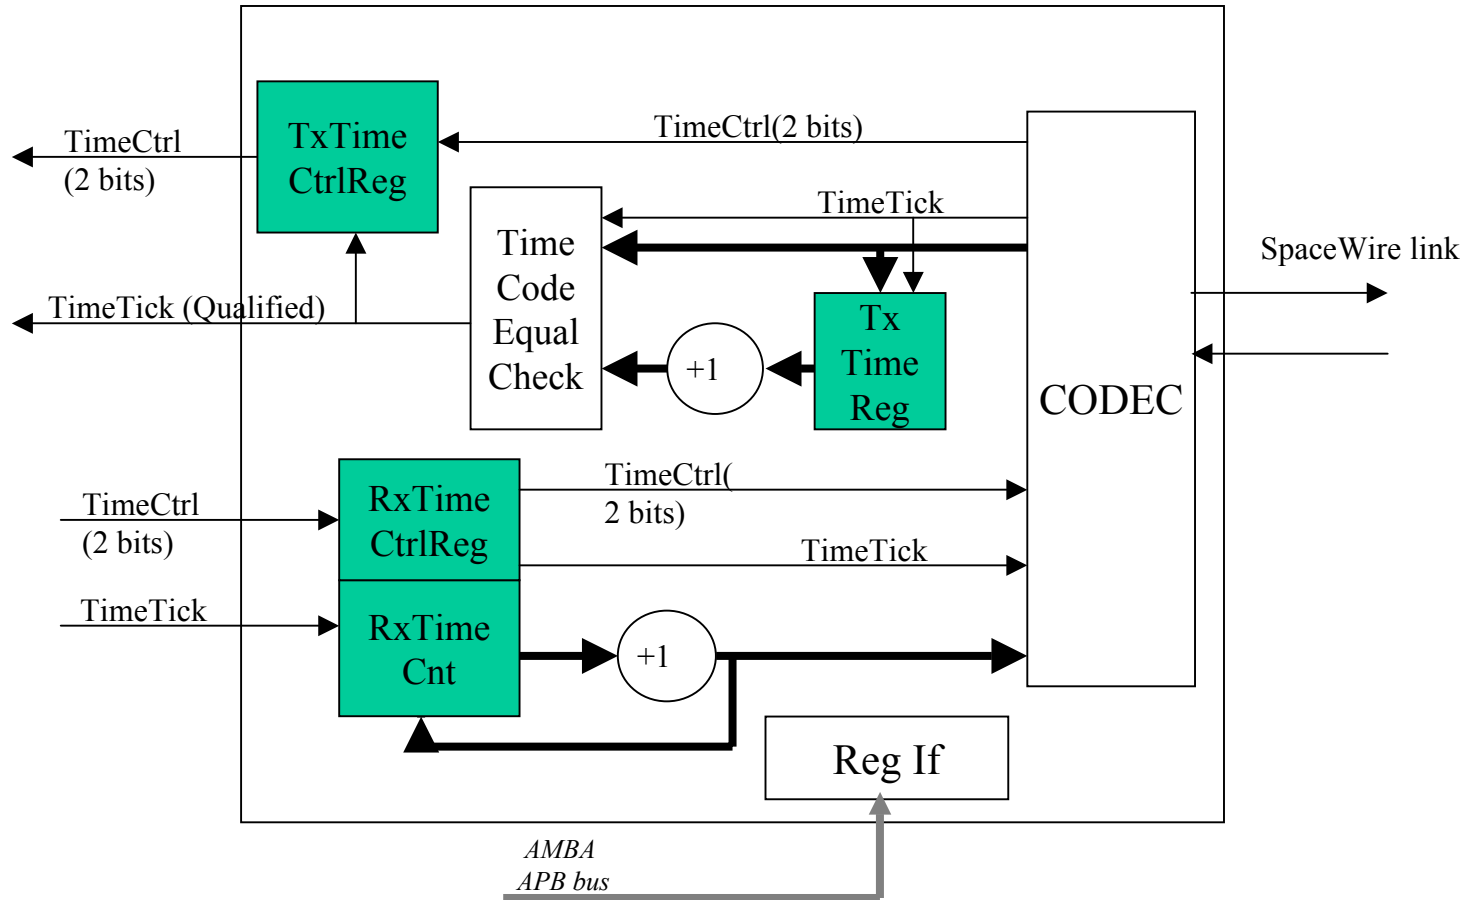 TimeCtrl
(2 bits)
TxTime
CtrlReg
TimeCtrl(2 bits)
TimeTick
SpaceWire link
Time
Code
Equal
Check
TimeTick (Qualified)
+1
Tx
Time
Reg
CODEC
TimeCtrl
(2 bits)
RxTime
CtrlReg
TimeCtrl(
2 bits)
TimeTick
TimeTick
RxTime
Cnt
+1
Reg If
AMBA
APB bus